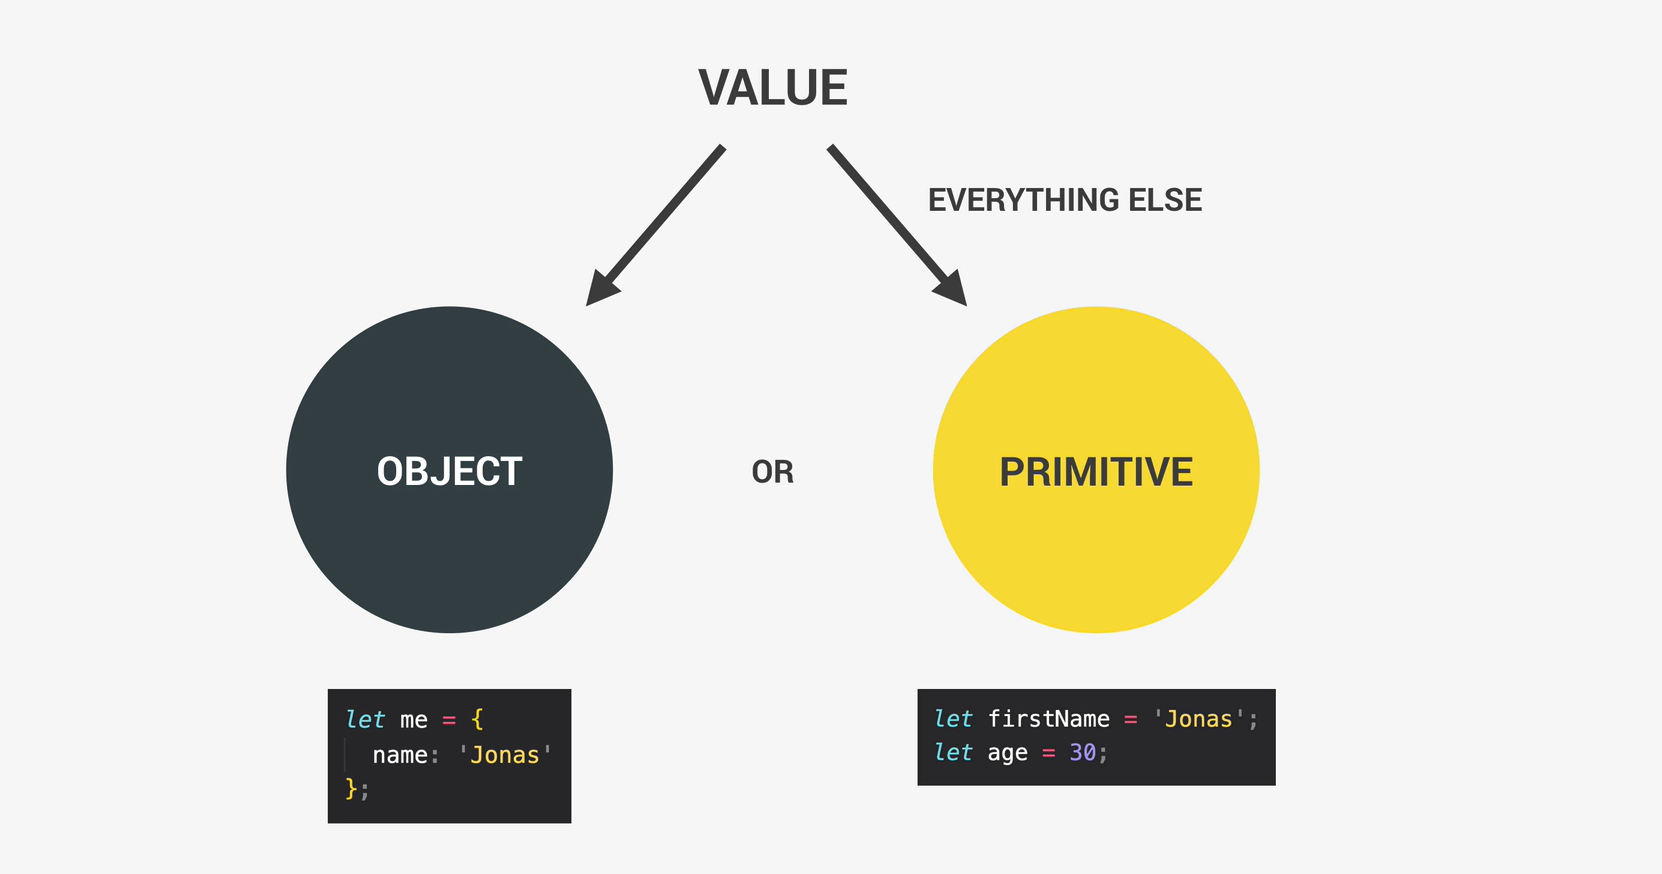 VALUE
EVERYTHING ELSE
OBJECT
OR
PRIMITIVE
let me = {
  name: 'Jonas'
};
let firstName = 'Jonas';
let age = 30;